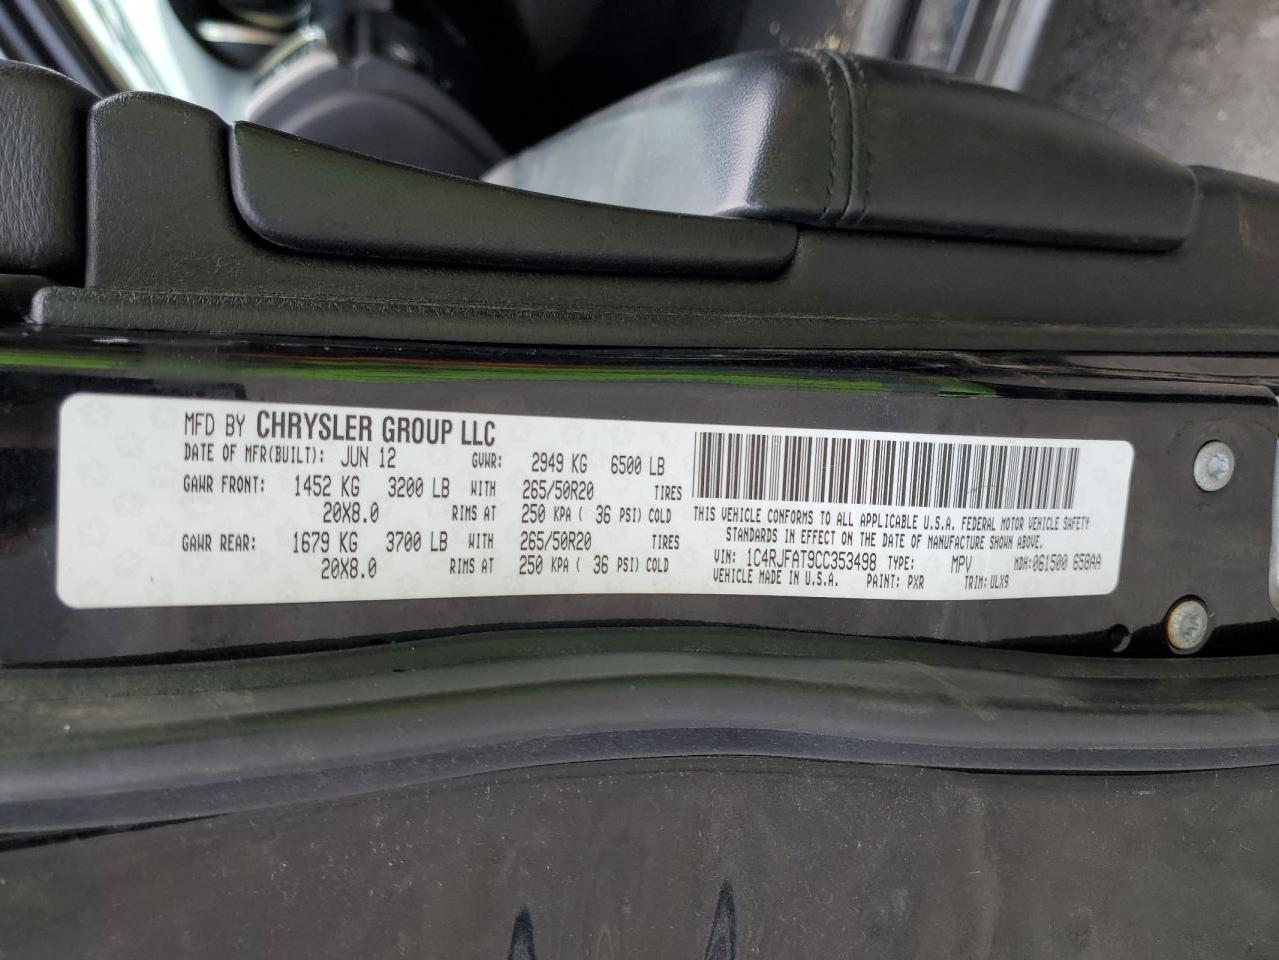 MFD BY CHRYSLER GROUP LLC
DATE OF MFR(BUILT): JUN 12 GVWR: 2949 KG 6500 LB
GAWR FRONT: 1452 KG 3200 LB WITH 265/50R20 TIRES
20X8.0 RIMS AT 250 KPA ( 36 PSI) COLD
GAWR REAR: 1679 KG 3700 LB WITH 265/50R20 TIRES
20X8.0 RIMS AT 250 KPA ( 36 PSI) COLD
THIS VEHICLE CONFORMS TO ALL APPLICABLE U.S.A. FEDERAL MOTOR VEHICLE SAFETY
STANDARDS IN EFFECT ON THE DATE OF MANUFACTURE SHOWN ABOVE.
VIN: 1C4RJFAT9CC353498 TYPE: MPV MDH:061500 658AA
VEHICLE MADE IN U.S.A. PAINT: PXR TRIM: ULX9